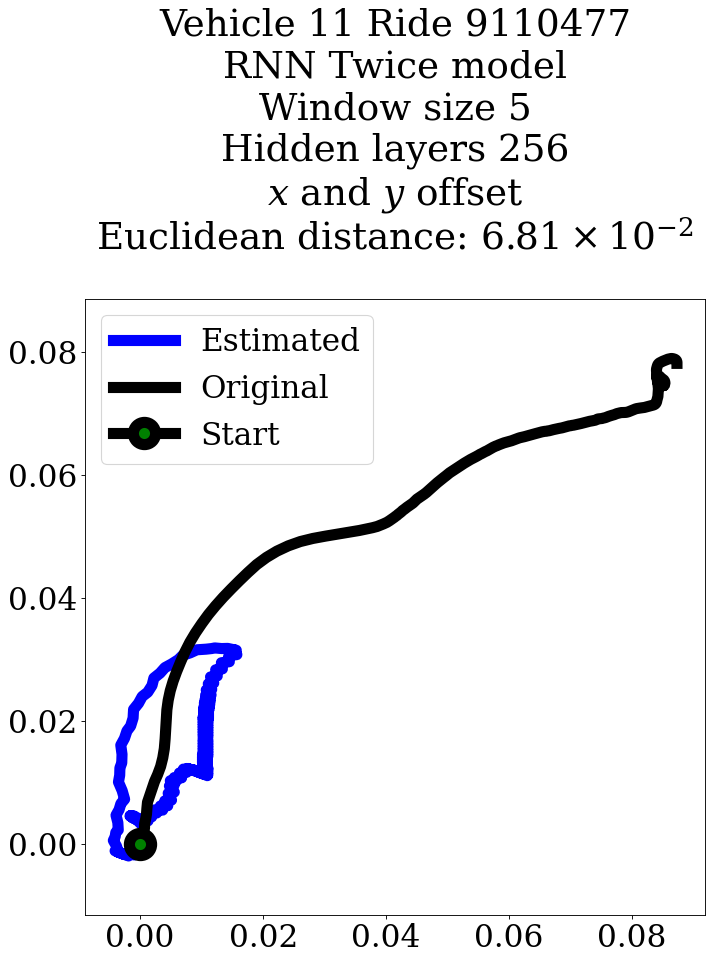 Vehicle 11 Ride 9110477
RNN Twice model
Window size 5
Hidden layers 256
x and y offset
Euclidean distance: 6.81 × 10⁻²
Estimated
Original
Start
0.08
0.06
0.04
0.02
0.00
0.00 0.02 0.04 0.06 0.08